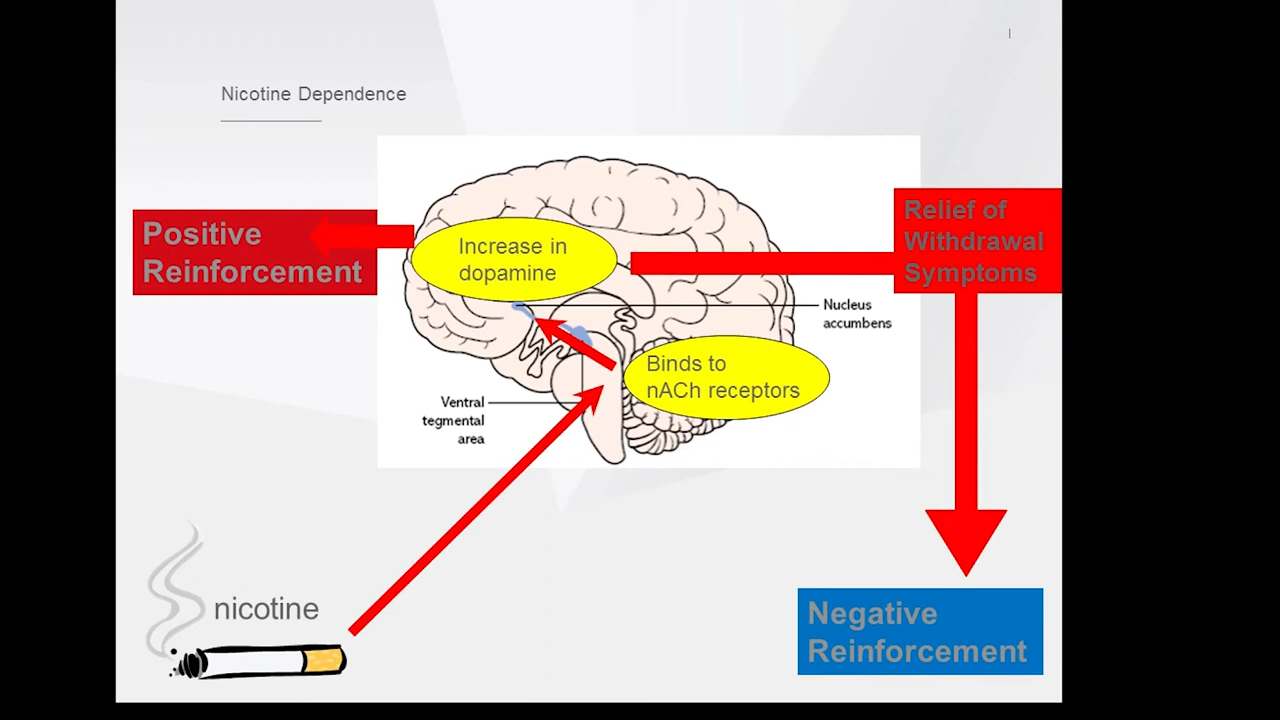 Nicotine Dependence
Positive
Reinforcement
Increase in
dopamine
Relief of
Withdrawal
Symptoms
Nucleus
accumbens
Binds to
nACh receptors
Ventral
tegmental
area
nicotine
Negative
Reinforcement